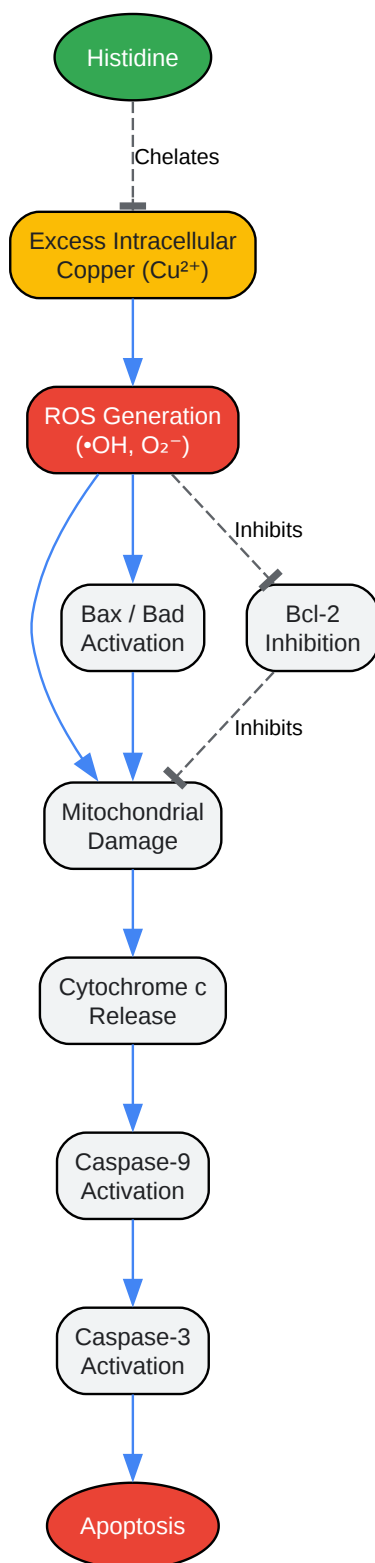 Histidine
Chelates
Excess Intracellular
Copper (Cu²⁺)
ROS Generation
(•OH, O₂⁻)
Inhibits
Bax / Bad
Activation
Bcl-2
Inhibition
Inhibits
Mitochondrial
Damage
Cytochrome c
Release
Caspase-9
Activation
Caspase-3
Activation
Apoptosis